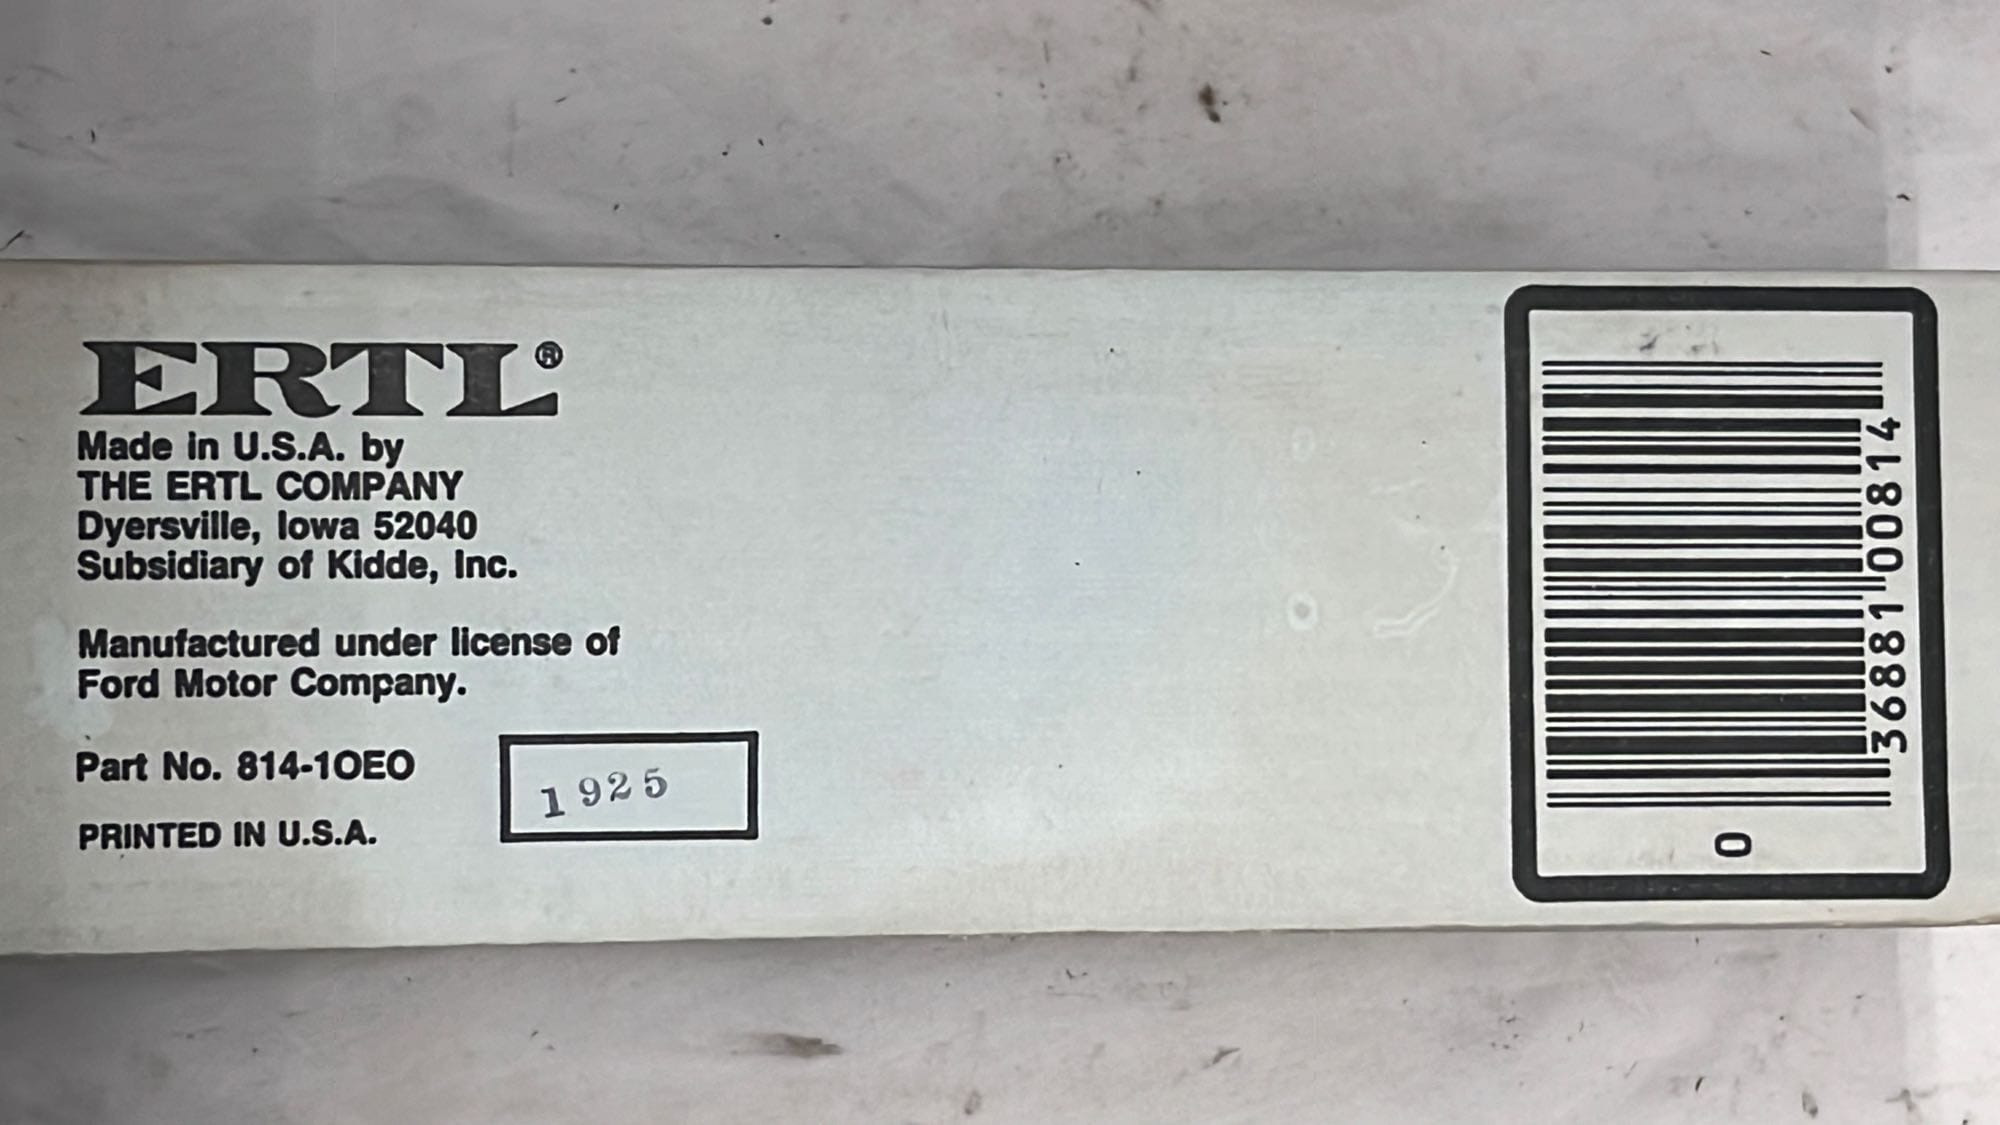 ERTL®
Made in U.S.A. by
THE ERTL COMPANY
Dyersville, Iowa 52040
Subsidiary of Kidde, Inc.
Manufactured under license of
Ford Motor Company.
Part No. 814-1OEO
1925
PRINTED IN U.S.A.
0
36881 00814